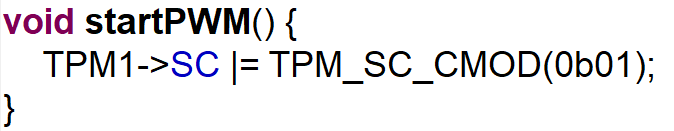 void startPWM() {
    TPM1->SC |= TPM_SC_CMOD(0b01);
}